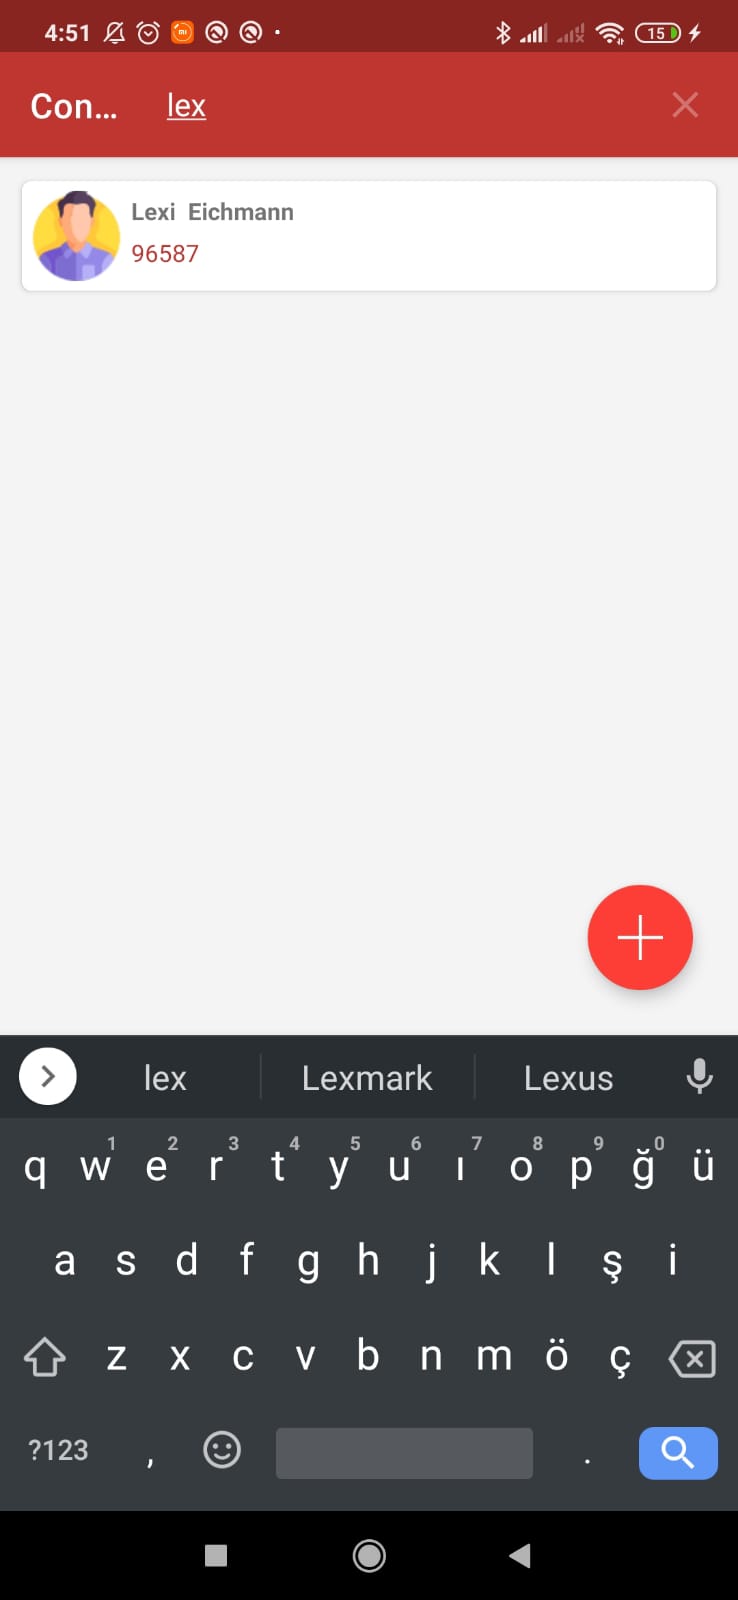 4:51 15
Con... lex
Lexi Eichmann
96587
lex Lexmark Lexus
1 2 3 4 5 6 7 8 9 0
q w e r t y u ı o p ğ ü
a s d f g h j k l ş i
z x c v b n m ö ç
?123 , .